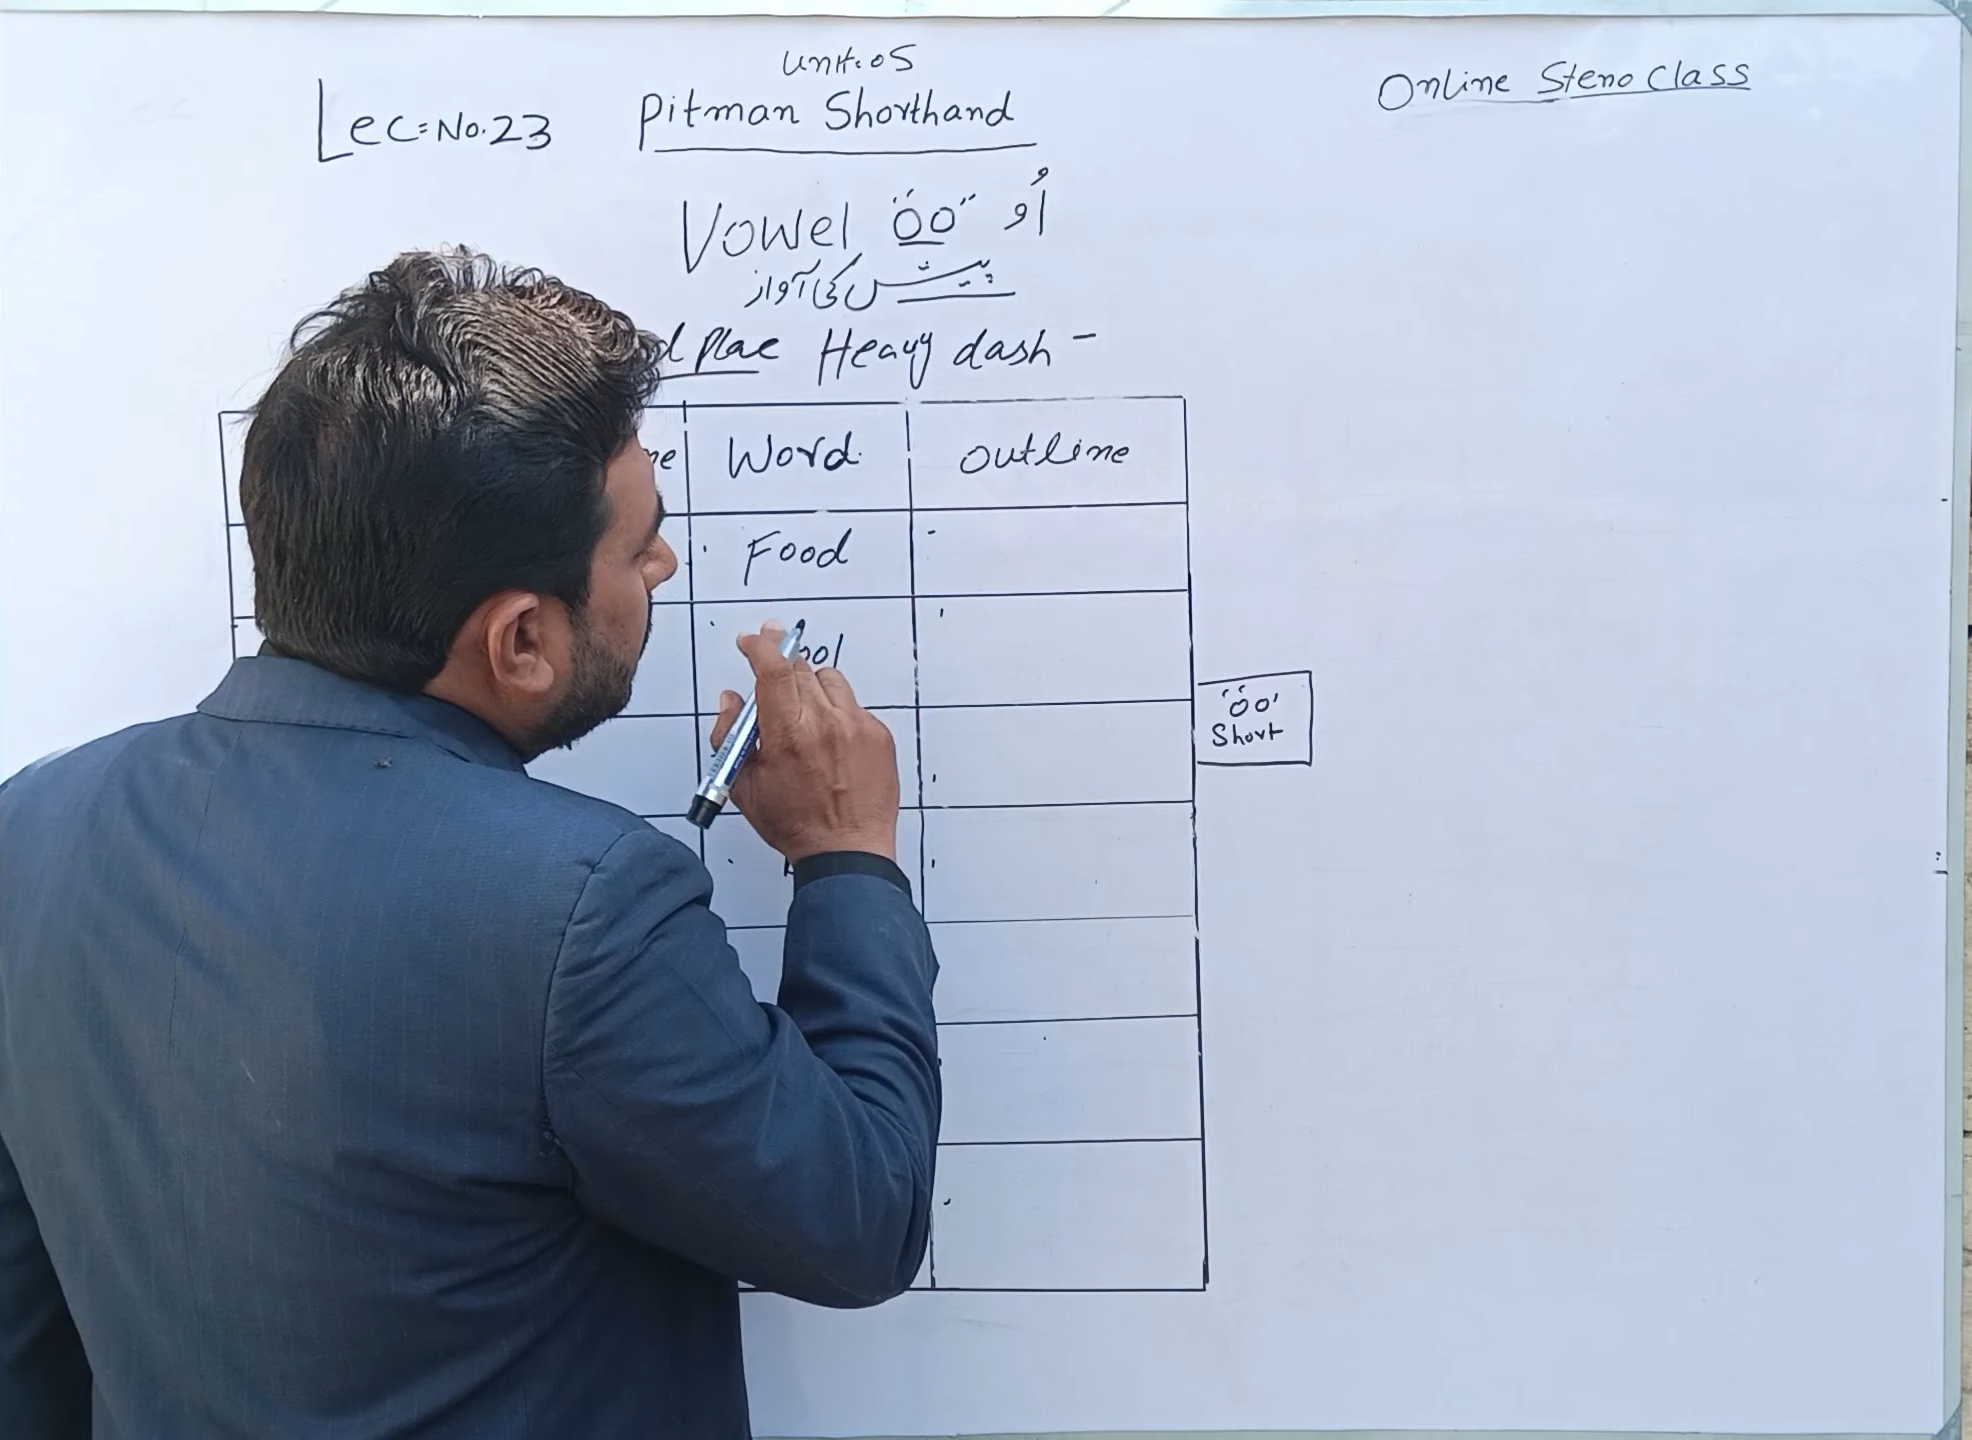 Unit:05
Lec=No.23 Pitman Shorthand
Online Steno Class
Vowel "oo" اُو
پیش کی آواز
Plac Heavy dash -
Word Outline
Food
"oo"
Short